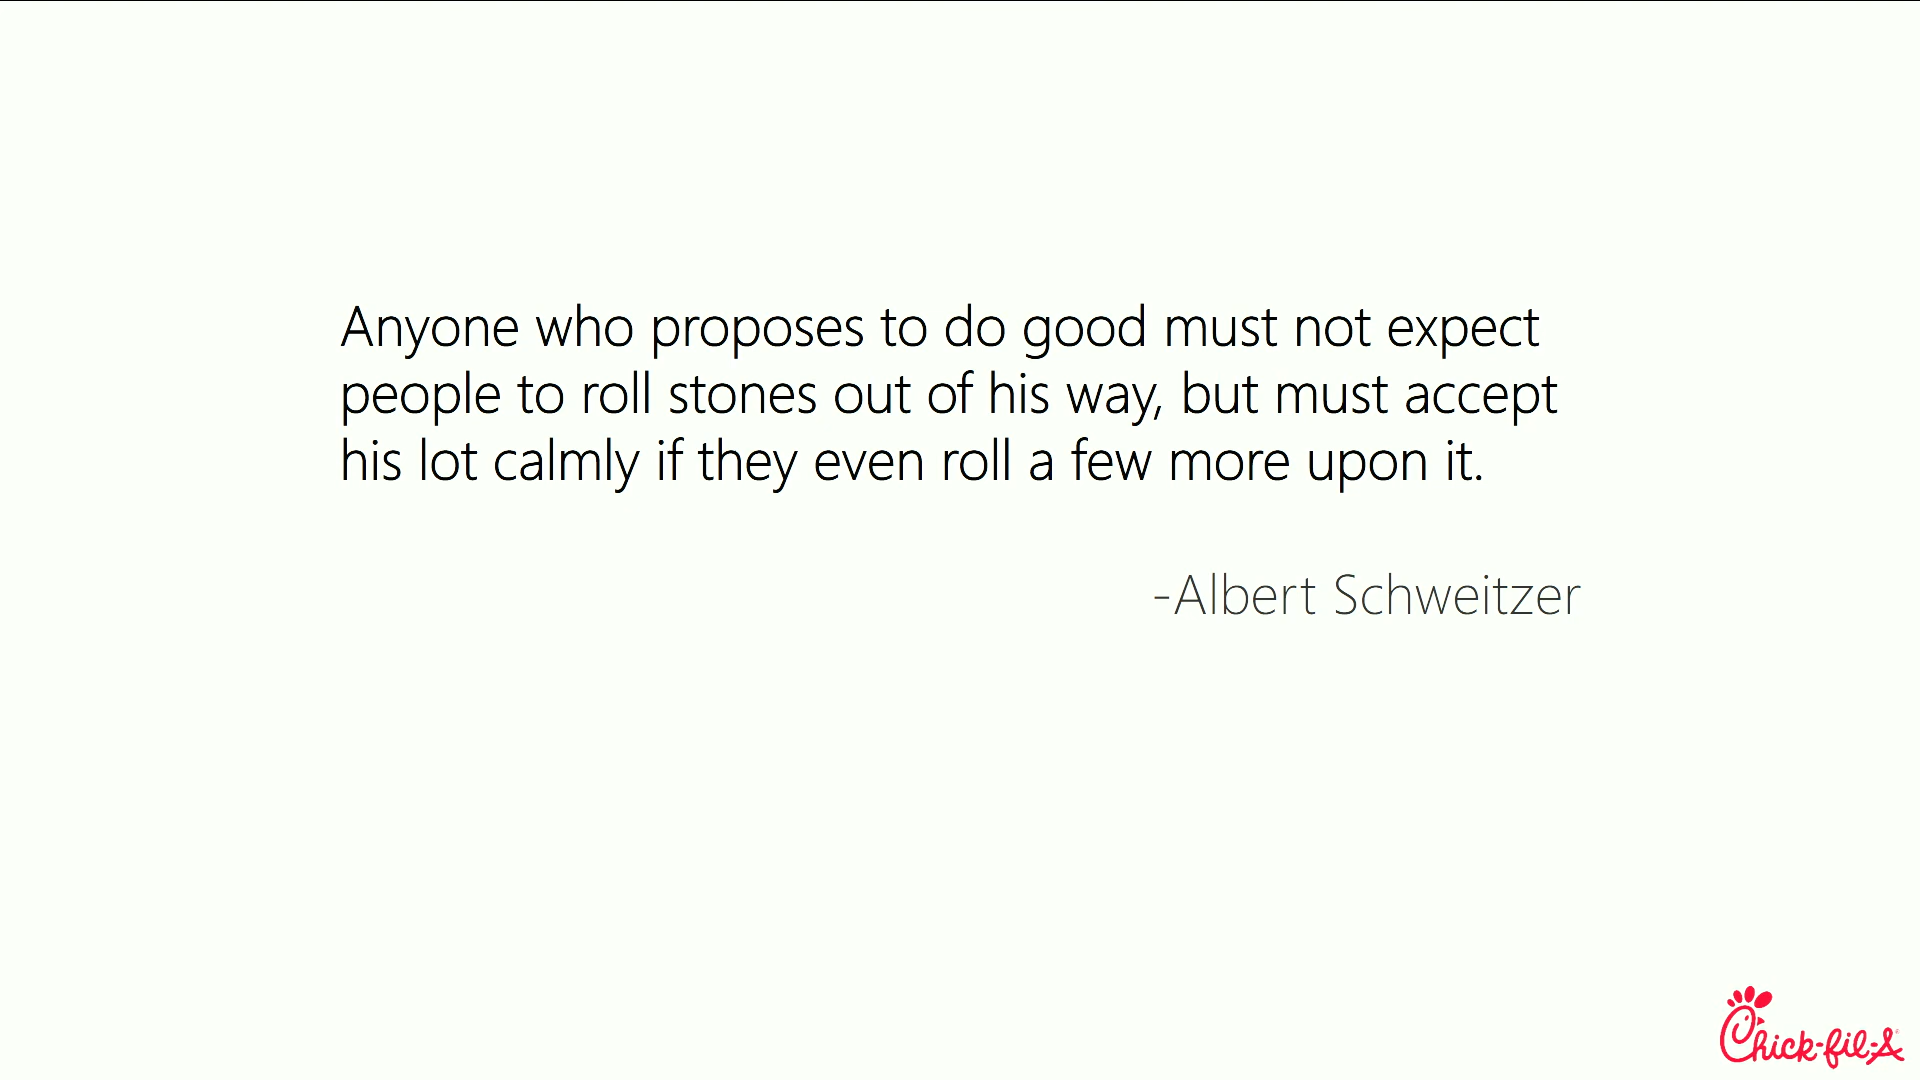 Anyone who proposes to do good must not expect
people to roll stones out of his way, but must accept
his lot calmly if they even roll a few more upon it.
-Albert Schweitzer
Chick-fil-A